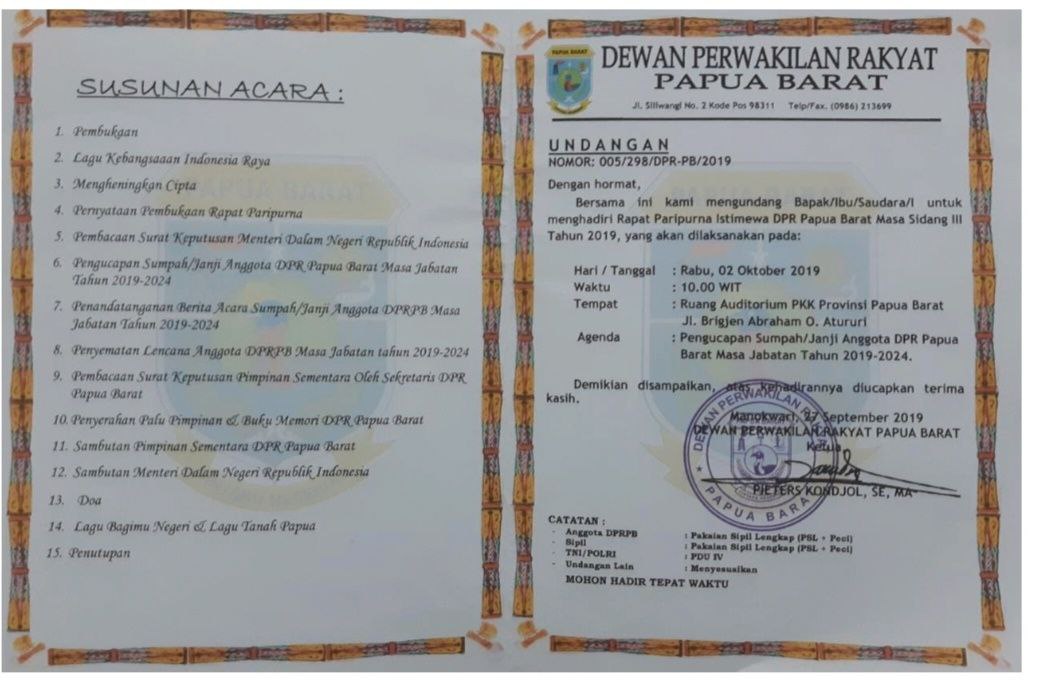 SUSUNAN ACARA :
1. Pembukaan
2. Lagu Kebangsaaan Indonesia Raya
3. Mengheningkan Cipta
4. Pernyataan Pembukaan Rapat Paripurna
5. Pembacaan Surat Keputusan Menteri Dalam Negeri Republik Indonesia
6. Pengucapan Sumpah/Janji Anggota DPR Papua Barat Masa Jabatan
Tahun 2019-2024
7. Penandatanganan Berita Acara Sumpah/Janji Anggota DPRPB Masa
Jabatan Tahun 2019-2024
8. Penyematan Lencana Anggota DPRPB Masa Jabatan tahun 2019-2024
9. Pembacaan Surat Keputusan Pimpinan Sementara Oleh Sekretaris DPR
Papua Barat
10. Penyerahan Palu Pimpinan & Buku Memori DPR Papua Barat
11. Sambutan Pimpinan Sementara DPR Papua Barat
12. Sambutan Menteri Dalam Negeri Republik Indonesia
13. Doa
14. Lagu Bagimu Negeri & Lagu Tanah Papua
15. Penutupan
PAPUA BARAT
DEWAN PERWAKILAN RAKYAT
PAPUA BARAT
Jl. Siliwangi No. 2 Kode Pos 98311 Telp/Fax. (0986) 213699
UNDANGAN
NOMOR: 005/298/DPR-PB/2019
Dengan hormat,
Bersama ini kami mengundang Bapak/Ibu/Saudara/I untuk
menghadiri Rapat Paripurna Istimewa DPR Papua Barat Masa Sidang III
Tahun 2019, yang akan dilaksanakan pada:
Hari / Tanggal : Rabu, 02 Oktober 2019
Waktu : 10.00 WIT
Tempat : Ruang Auditorium PKK Provinsi Papua Barat
Jl. Brigjen Abraham O. Atururi
Agenda : Pengucapan Sumpah/Janji Anggota DPR Papua
Barat Masa Jabatan Tahun 2019-2024.
Demikian disampaikan, atas kehadirannya diucapkan terima
kasih.
Manokwari, 27 September 2019
DEWAN PERWAKILAN RAKYAT PAPUA BARAT
Ketua
PIETERS KONDJOL, SE, MA
CATATAN :
- Anggota DPRPB : Pakaian Sipil Lengkap (PSL + Peci)
- Sipil : Pakaian Sipil Lengkap (PSL + Peci)
- TNI/POLRI : PDU IV
- Undangan Lain : Menyesuaikan
MOHON HADIR TEPAT WAKTU